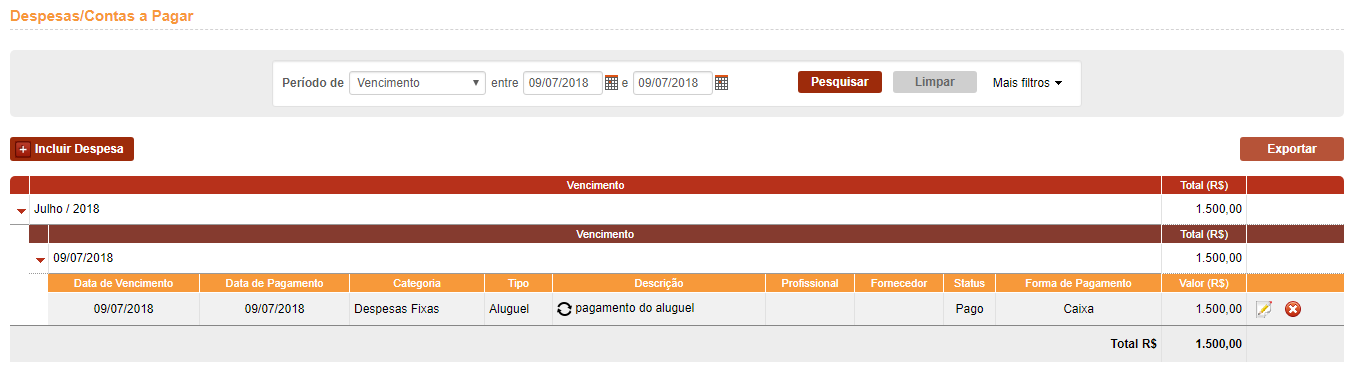 Despesas/Contas a Pagar
Período de Vencimento entre 09/07/2018 e 09/07/2018 Pesquisar Limpar Mais filtros
+ Incluir Despesa Exportar
Vencimento Total (R$)
Julho / 2018 1.500,00
Vencimento Total (R$)
09/07/2018 1.500,00
Data de Vencimento Data de Pagamento Categoria Tipo Descrição Profissional Fornecedor Status Forma de Pagamento Valor (R$)
09/07/2018 09/07/2018 Despesas Fixas Aluguel pagamento do aluguel Pago Caixa 1.500,00
Total R$ 1.500,00